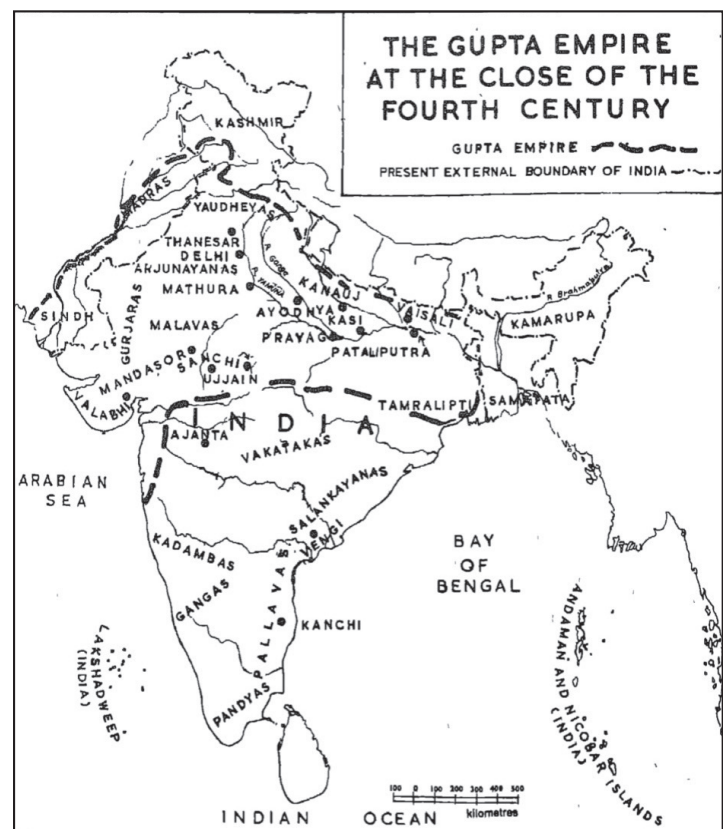 THE GUPTA EMPIRE
AT THE CLOSE OF THE
FOURTH CENTURY
GUPTA EMPIRE
PRESENT EXTERNAL BOUNDARY OF INDIA
KASHMIR
MADRAS
YAUDHEYAS
THANESAR
DELHI
ARJUNAYANAS
MATHURA
R. Ganga
R. YAMUNA
KANAUJ
AYODHYA
VAISALI
R. Brahmaputra
KAMARUPA
SINDH
GURJARAS
MALAVAS
KASI
PRAYAG
PATALIPUTRA
MANDASOR
SANCHI
UJJAIN
VALABHI
TAMRALIPTI
SAMATATA
INDIA
AJANTA
VAKATAKAS
ARABIAN
SEA
SALANKAYANAS
VENGI
KADAMBAS
BAY
OF
BENGAL
GANGAS
PALLAVAS
KANCHI
LAKSHADWEEP
(INDIA)
ANDAMAN AND NICOBAR ISLANDS
(INDIA)
PANDYAS
100 0 100 200 300 400 500
kilometres
INDIAN OCEAN